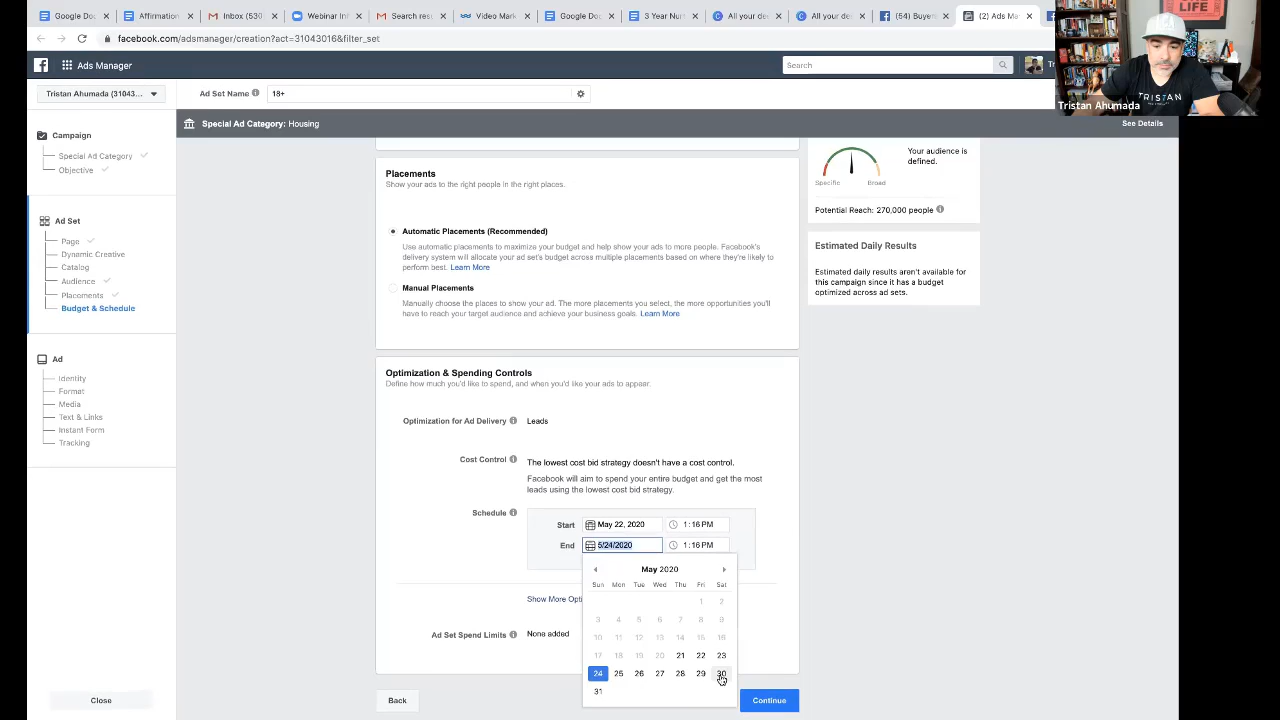 Google Do
Affirmation
Inbox (530
Webinar Inf
Search resu
Video Ma
Google Do
3 Year Nur
All your dec
All your dec
(54) Buyer
(2) Ads Ma
facebook.com/adsmanager/creation?act=31043016&filter_set
LIFE
TRISTAN
Tristan Ahumada
Ads Manager
Search
Tr
Tristan Ahumada (31043...
Ad Set Name
18+
Special Ad Category: Housing
See Details
Campaign
Special Ad Category
Objective
Ad Set
Page
Dynamic Creative
Catalog
Audience
Placements
Budget & Schedule
Ad
Identity
Format
Media
Text & Links
Instant Form
Tracking
Close
Placements
Show your ads to the right people in the right places.
Automatic Placements (Recommended)
Use automatic placements to maximize your budget and help show your ads to more people. Facebook's
delivery system will allocate your ad set's budget across multiple placements based on where they're likely to
perform best. Learn More
Manual Placements
Manually choose the places to show your ad. The more placements you select, the more opportunities you'll
have to reach your target audience and achieve your business goals. Learn More
Optimization & Spending Controls
Define how much you'd like to spend, and when you'd like your ads to appear.
Optimization for Ad Delivery
Leads
Cost Control
The lowest cost bid strategy doesn't have a cost control.
Facebook will aim to spend your entire budget and get the most
leads using the lowest cost bid strategy.
Schedule
Start
May 22, 2020
1:16 PM
End
5/24/2020
1:16 PM
May 2020
Sun Mon Tue Wed Thu Fri Sat
1 2
3 4 5 6 7 8 9
10 11 12 13 14 15 16
17 18 19 20 21 22 23
24 25 26 27 28 29 30
31
Show More Opti
Ad Set Spend Limits
None added
Back
Continue
Your audience is
defined.
Specific
Broad
Potential Reach: 270,000 people
Estimated Daily Results
Estimated daily results aren't available for
this campaign since it has a budget
optimized across ad sets.